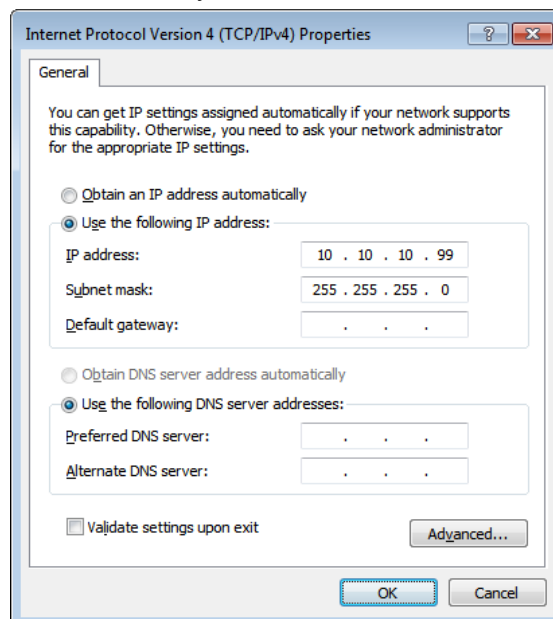 Internet Protocol Version 4 (TCP/IPv4) Properties
?
General
You can get IP settings assigned automatically if your network supports
this capability. Otherwise, you need to ask your network administrator
for the appropriate IP settings.
Obtain an IP address automatically
Use the following IP address:
IP address: 10 . 10 . 10 . 99
Subnet mask: 255 . 255 . 255 . 0
Default gateway: . . .
Obtain DNS server address automatically
Use the following DNS server addresses:
Preferred DNS server: . . .
Alternate DNS server: . . .
Validate settings upon exit
Advanced...
OK Cancel